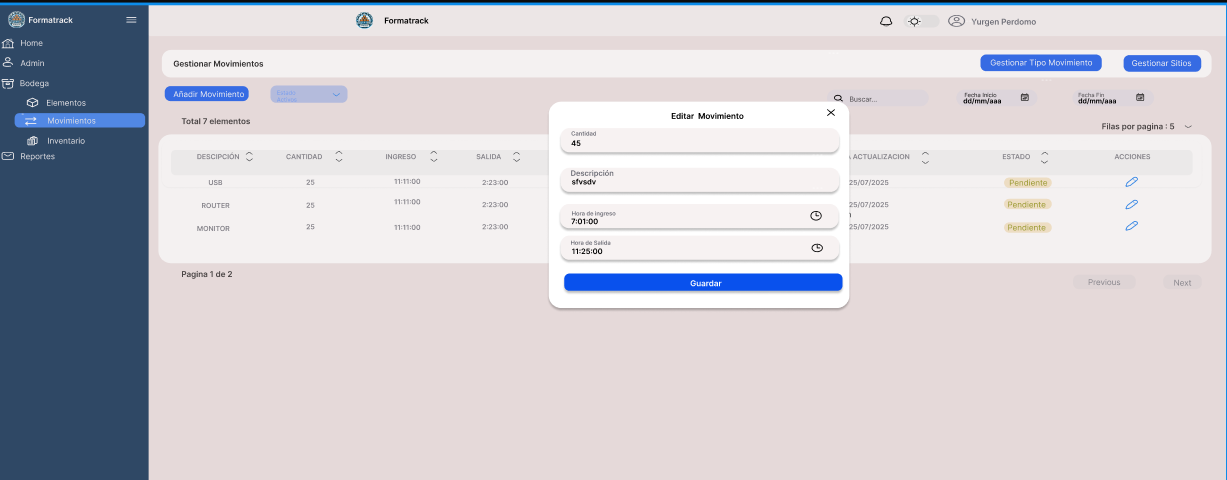 Formatrack
Formatrack
Yurgen Perdomo
Home
Admin
Bodega
Elementos
Movimientos
Inventario
Reportes
Gestionar Movimientos
Gestionar Tipo Movimiento
Gestionar Sitios
Añadir Movimiento
Estado
Buscar...
Fecha Inicio
dd/mm/aaa
Fecha Fin
dd/mm/aaa
Total 7 elementos
Filas por pagina : 5
DESCIPCIÓN CANTIDAD INGRESO SALIDA ACTUALIZACION ESTADO ACCIONES
USB 25 11:11:00 2:23:00 25/07/2025 Pendiente
ROUTER 25 11:11:00 2:23:00 25/07/2025 Pendiente
MONITOR 25 11:11:00 2:23:00 25/07/2025 Pendiente
Pagina 1 de 2
Previous
Next
Editar Movimiento
Cantidad
45
Descripción
sfvsdv
Hora de ingreso
7:01:00
Hora de Salida
11:25:00
Guardar